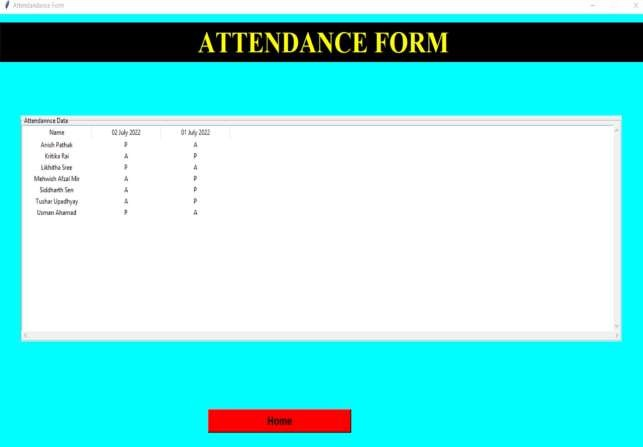 Attendandance Form
ATTENDANCE FORM
Attendannce Data
Name 02 July 2022 01 July 2022
Anish Pathak P A
Kritika Rai A P
Likhitha Sree P A
Mehwish Afzal Mir A P
Siddharth Sen A P
Tushar Upadhyay A P
Usman Ahamad P A
Home